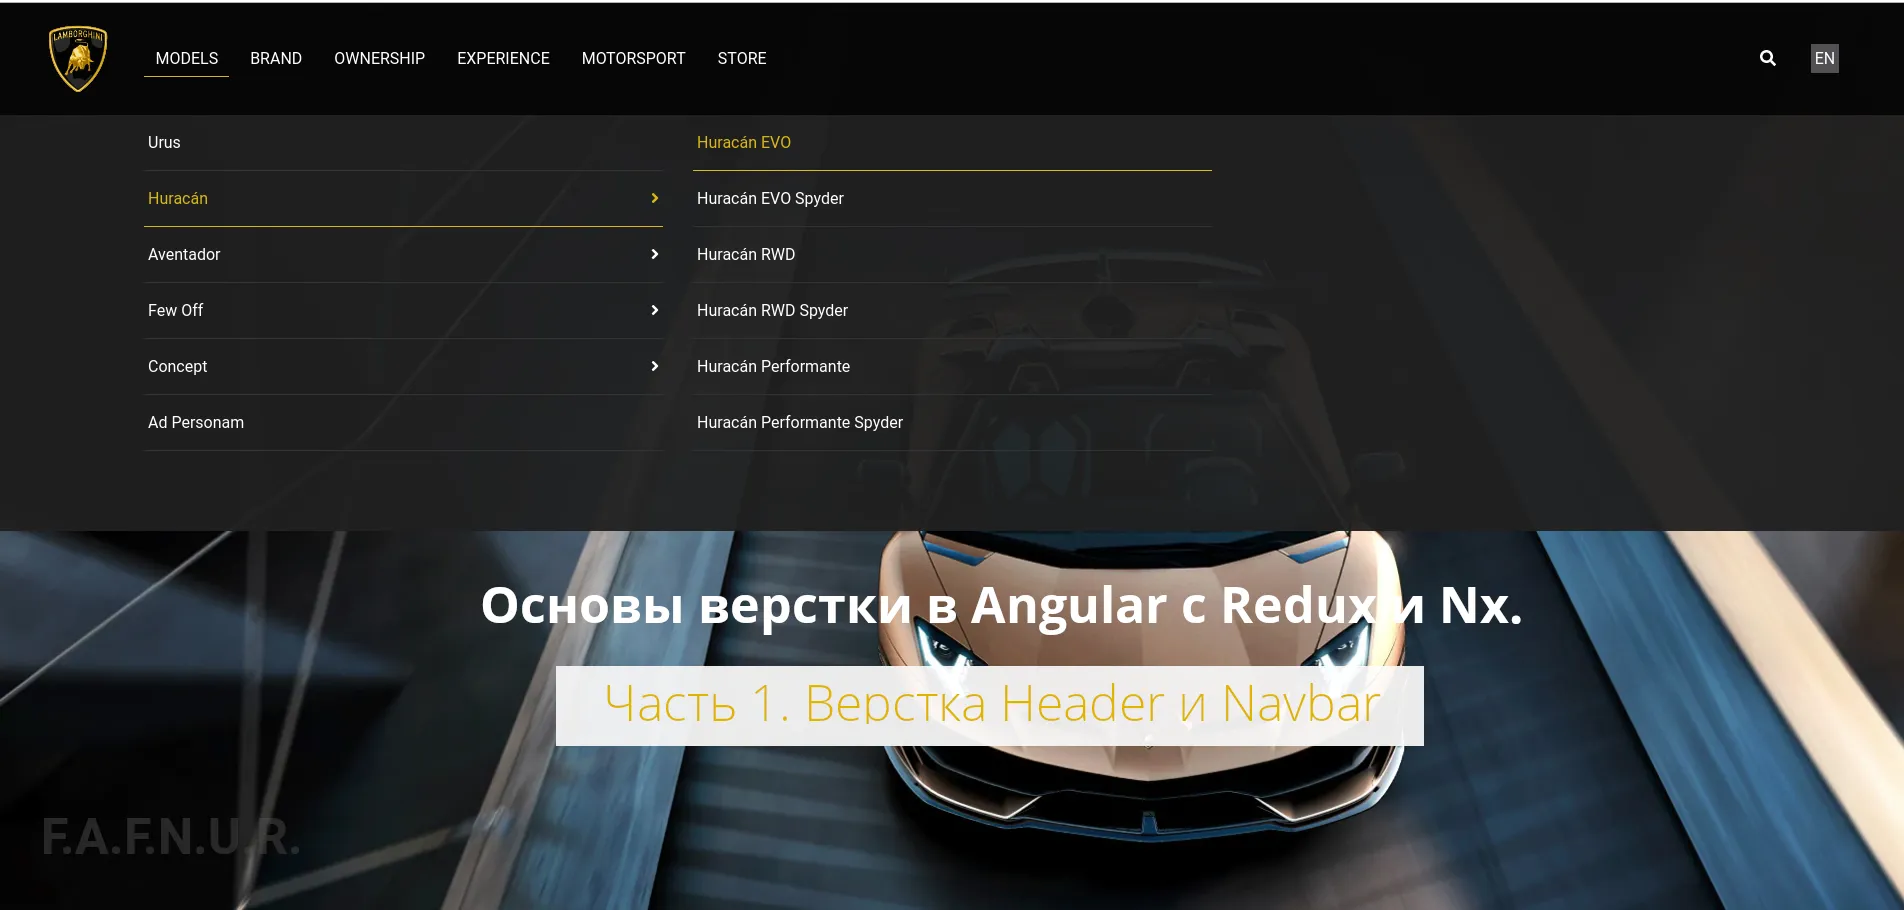 LAMBORGHINI
MODELS BRAND OWNERSHIP EXPERIENCE MOTORSPORT STORE EN
Urus
Huracán
Aventador
Few Off
Concept
Ad Personam
Huracán EVO
Huracán EVO Spyder
Huracán RWD
Huracán RWD Spyder
Huracán Performante
Huracán Performante Spyder
Основы верстки в Angular с Redux и Nx.
Часть 1. Верстка Header и Navbar
F.A.F.N.U.R.